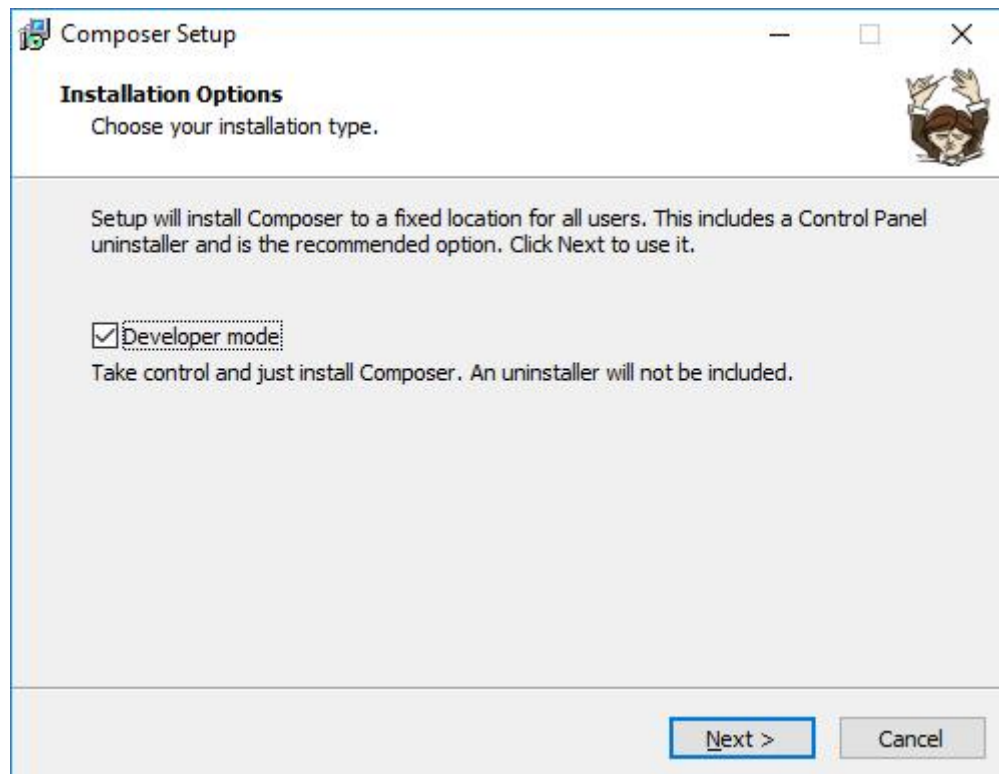 Composer Setup
Installation Options
Choose your installation type.
Setup will install Composer to a fixed location for all users. This includes a Control Panel
uninstaller and is the recommended option. Click Next to use it.
Developer mode
Take control and just install Composer. An uninstaller will not be included.
Next >
Cancel